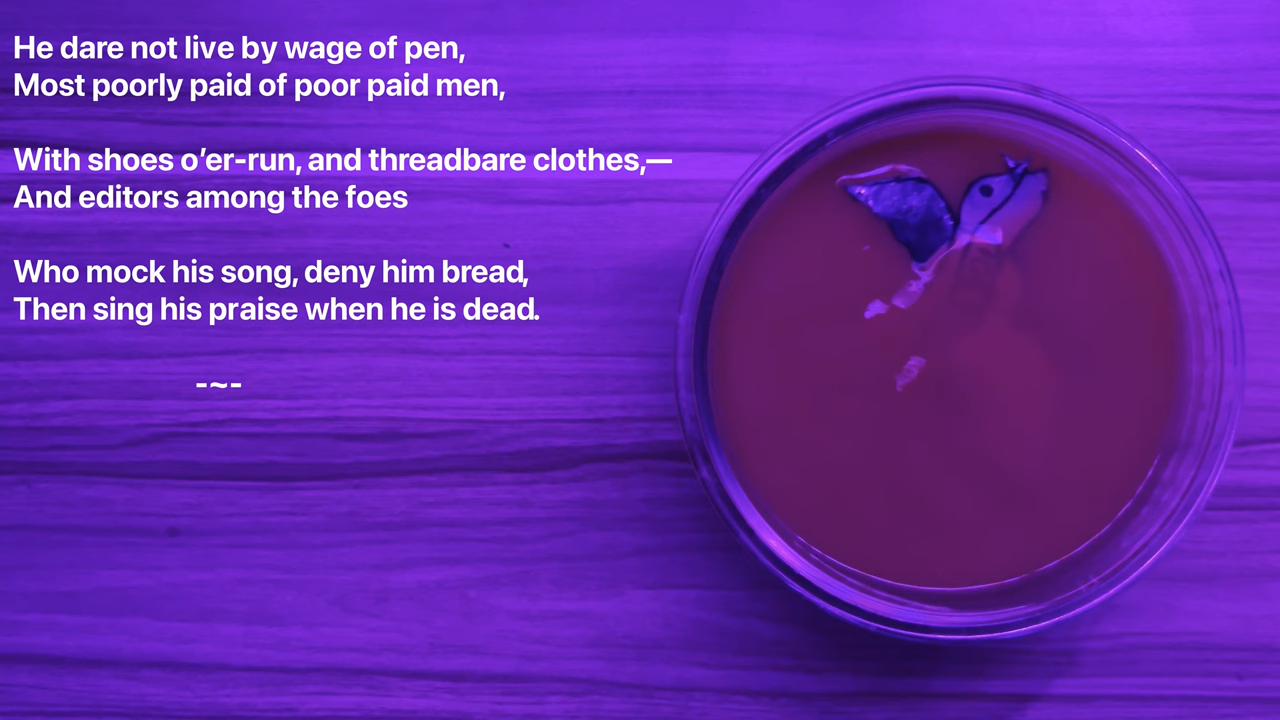 He dare not live by wage of pen,
Most poorly paid of poor paid men,
With shoes o’er-run, and threadbare clothes,—
And editors among the foes
Who mock his song, deny him bread,
Then sing his praise when he is dead.
-~-